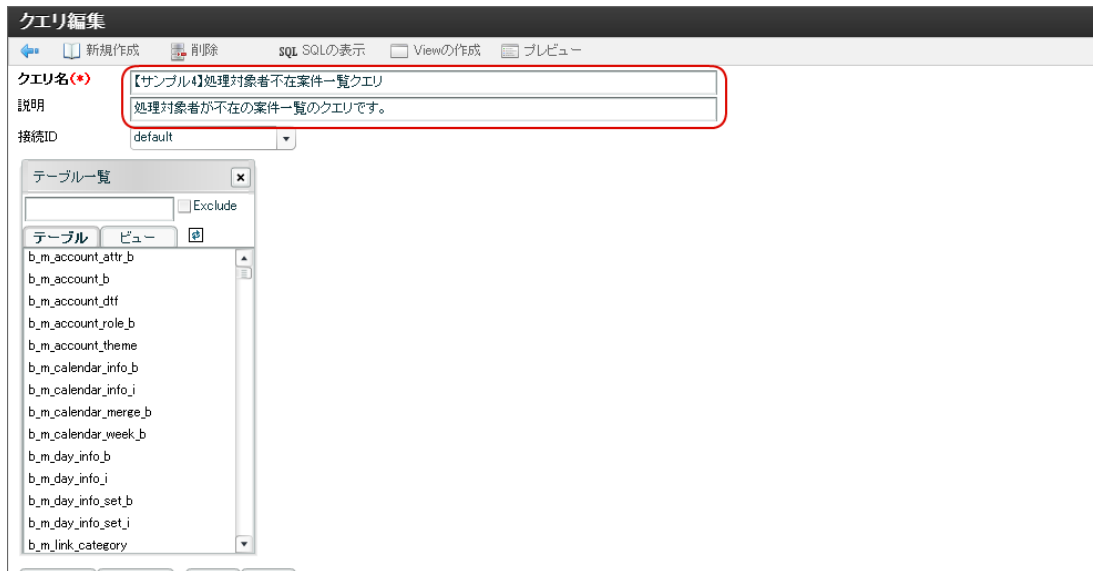 クエリ編集
新規作成 削除 SQL SQLの表示 Viewの作成 プレビュー
クエリ名(*) 【サンプル4】処理対象者不在案件一覧クエリ
説明 処理対象者が不在の案件一覧のクエリです。
接続ID default
テーブル一覧
Exclude
テーブル ビュー
b_m_account_attr_b
b_m_account_b
b_m_account_dtf
b_m_account_role_b
b_m_account_theme
b_m_calendar_info_b
b_m_calendar_info_i
b_m_calendar_merge_b
b_m_calendar_week_b
b_m_day_info_b
b_m_day_info_i
b_m_day_info_set_b
b_m_day_info_set_i
b_m_link_category